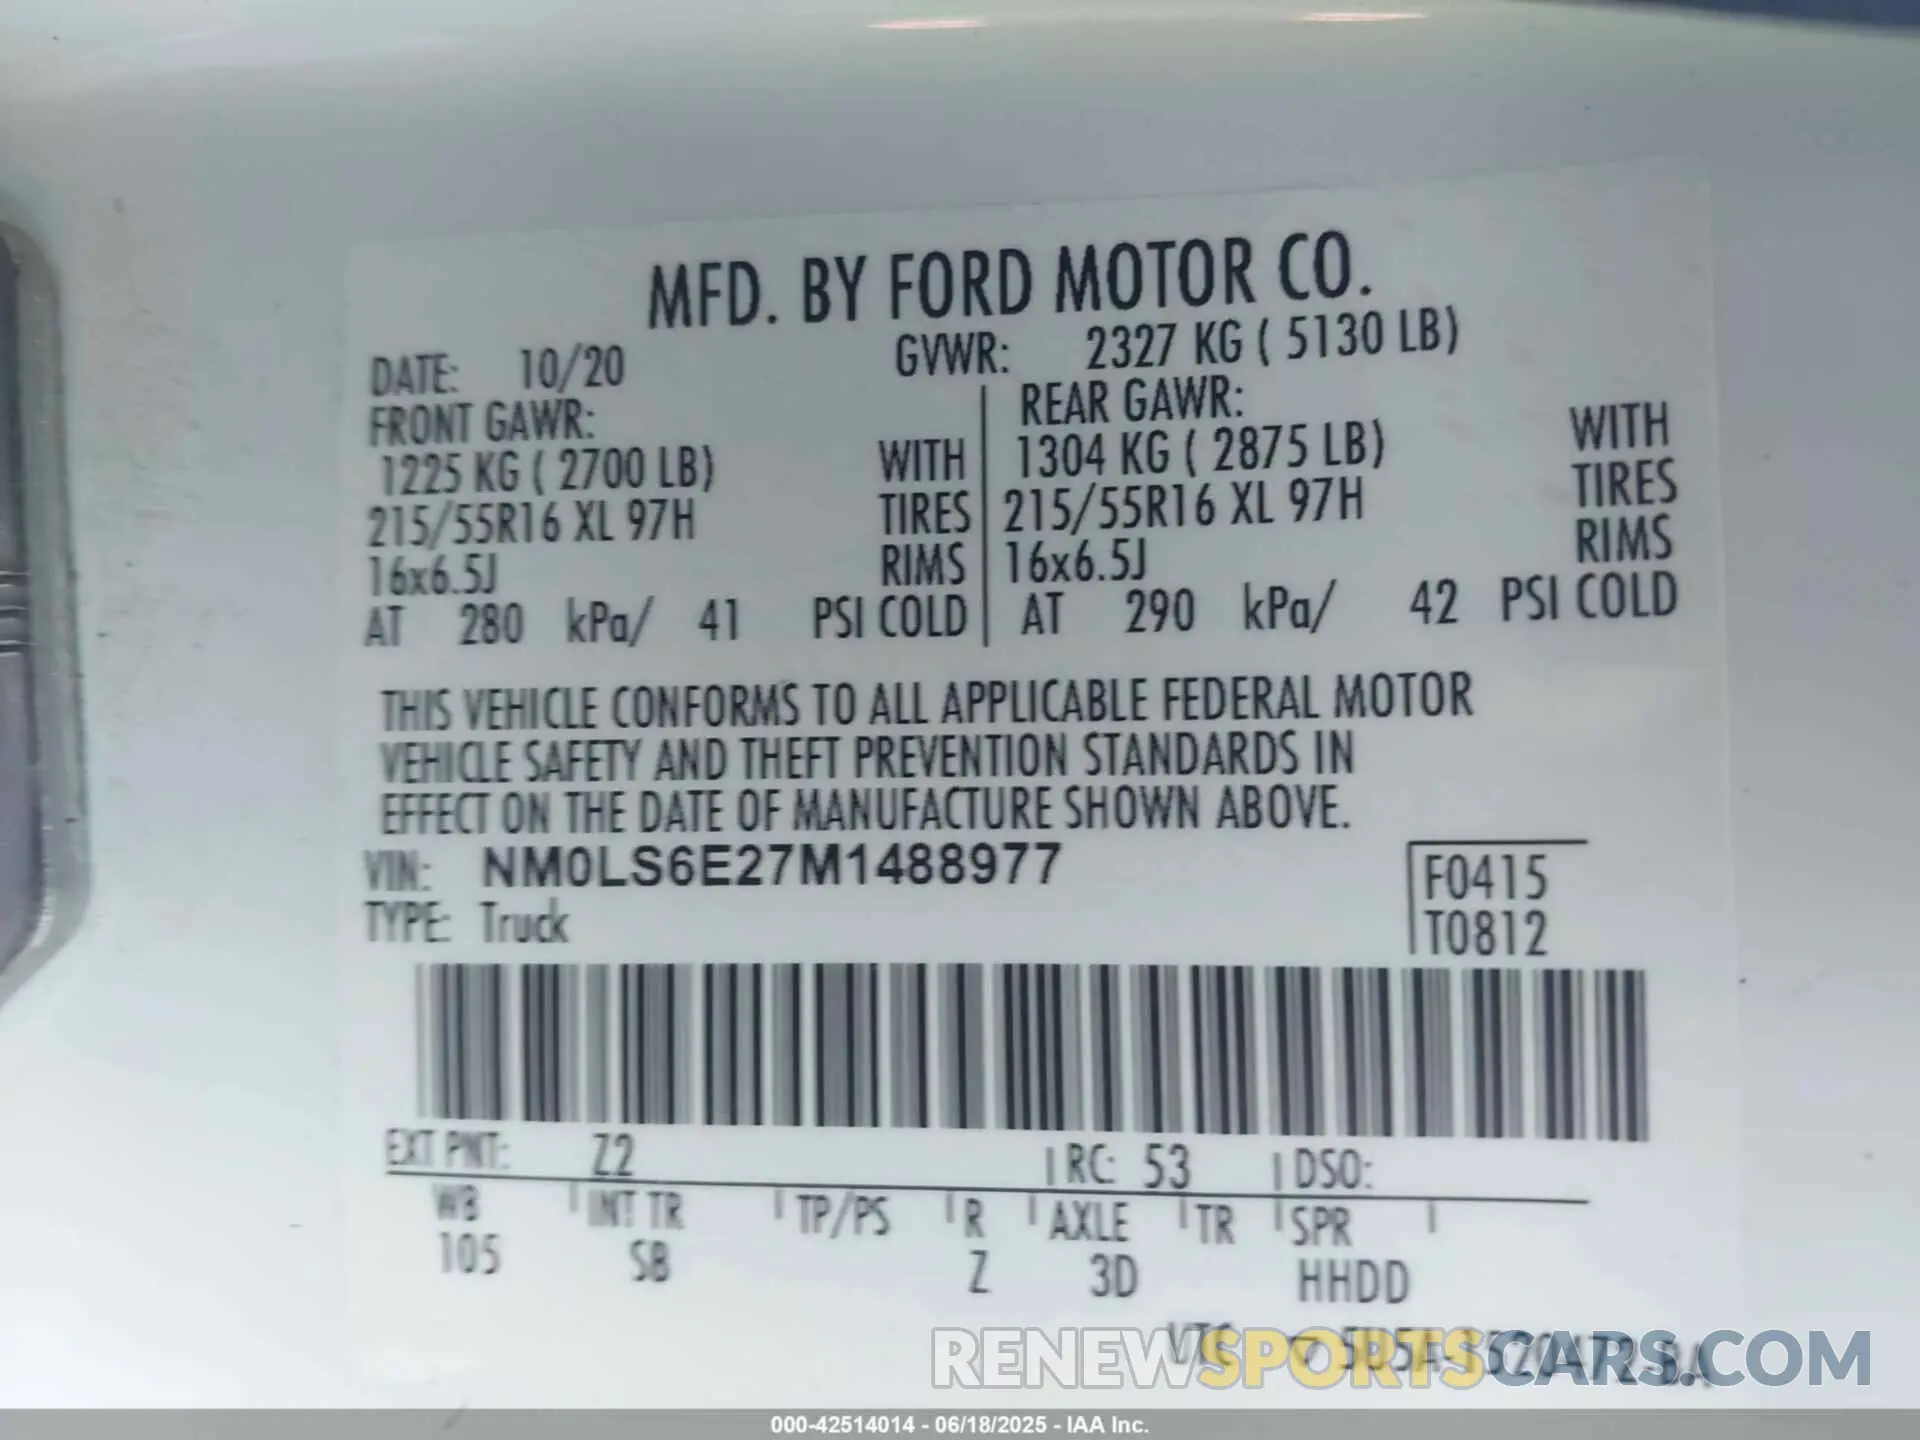 MFD. BY FORD MOTOR CO.
DATE: 10/20 GVWR: 2327 KG ( 5130 LB)
FRONT GAWR: REAR GAWR:
1225 KG ( 2700 LB) WITH 1304 KG ( 2875 LB) WITH
215/55R16 XL 97H TIRES 215/55R16 XL 97H TIRES
16x6.5J RIMS 16x6.5J RIMS
AT 280 kPa/ 41 PSI COLD AT 290 kPa/ 42 PSI COLD
THIS VEHICLE CONFORMS TO ALL APPLICABLE FEDERAL MOTOR
VEHICLE SAFETY AND THEFT PREVENTION STANDARDS IN
EFFECT ON THE DATE OF MANUFACTURE SHOWN ABOVE.
VIN: NM0LS6E27M1488977
TYPE: Truck
F0415
T0812
EXT PNT: Z2 RC: 53 DSO:
WB INT TR TP/PS R AXLE TR SPR
105 SB Z 3D HHDD
RENEWSPORTSCARS.COM
000-42514014 - 06/18/2025 - IAA Inc.